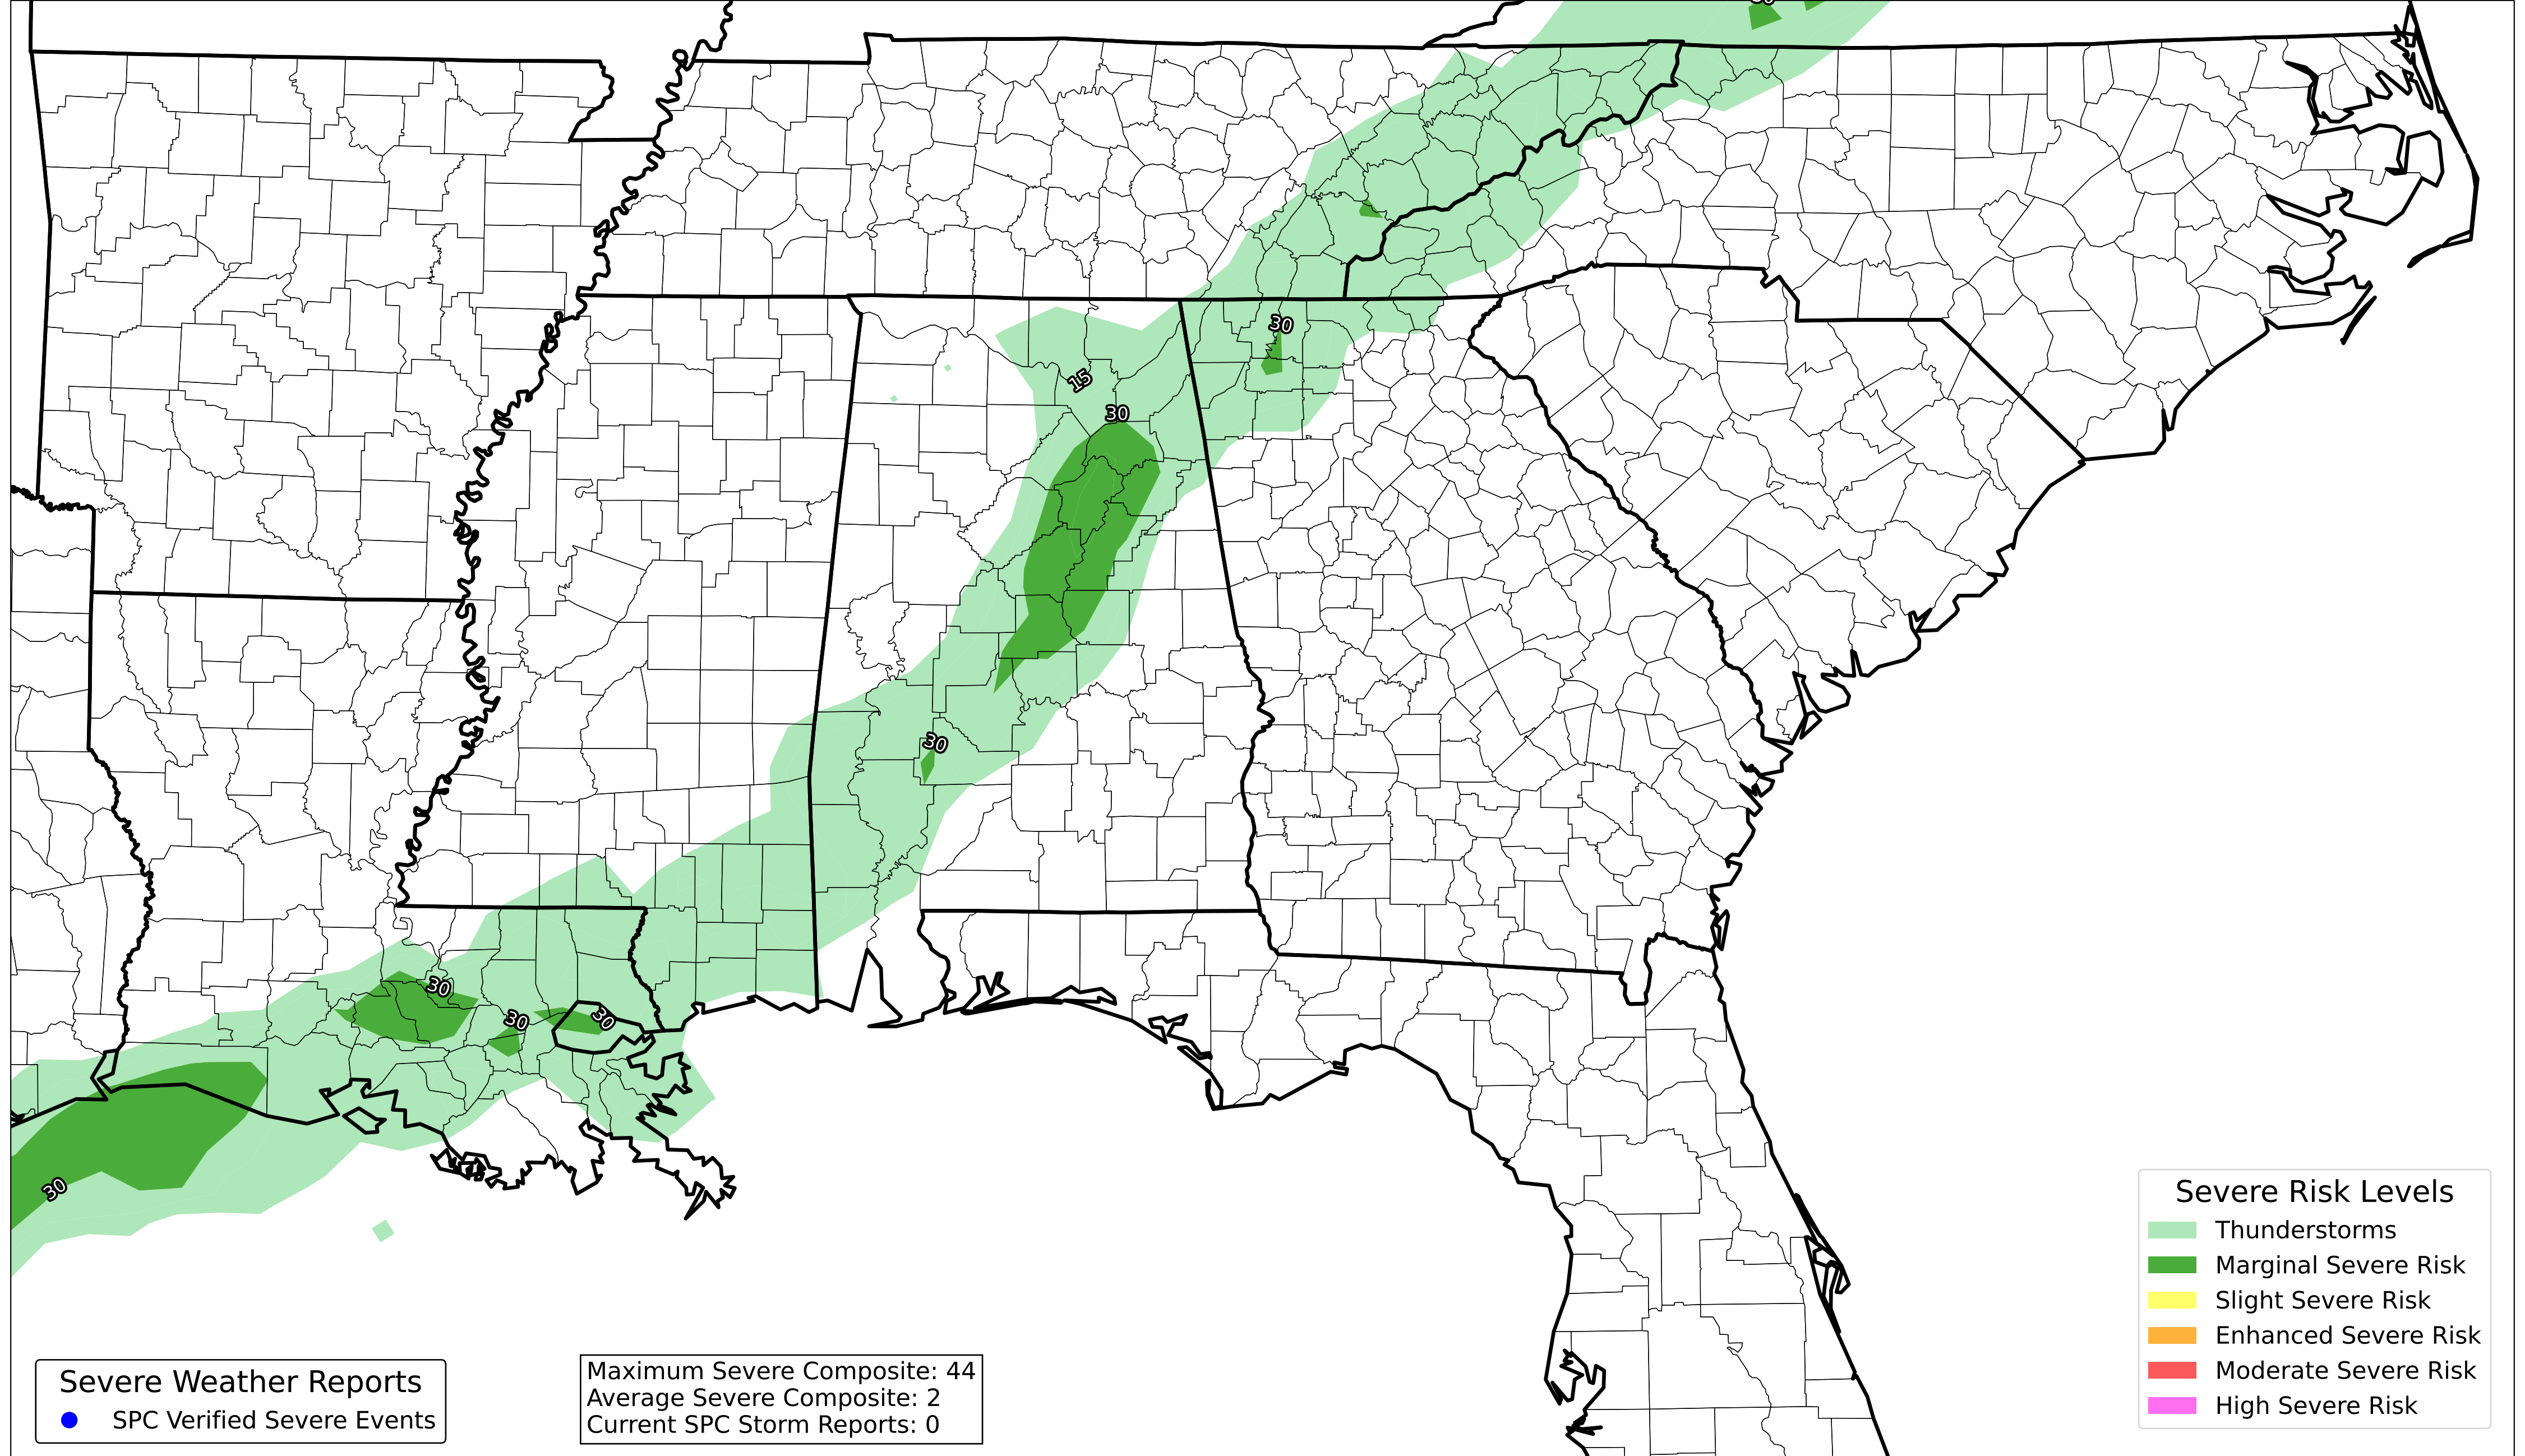 30
30
15
30
30
30
30
30
30
Severe Risk Levels
Thunderstorms
Marginal Severe Risk
Slight Severe Risk
Enhanced Severe Risk
Moderate Severe Risk
High Severe Risk
Severe Weather Reports
SPC Verified Severe Events
Maximum Severe Composite: 44
Average Severe Composite: 2
Current SPC Storm Reports: 0